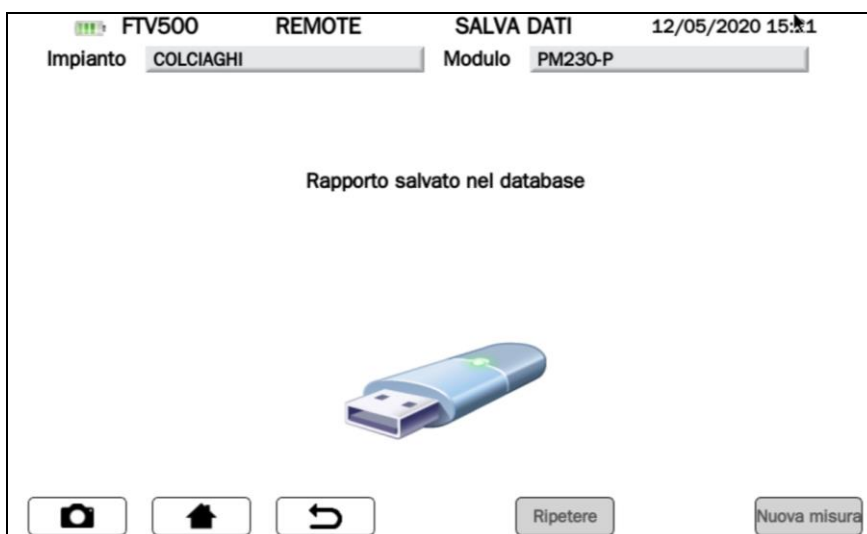 FTV500 REMOTE SALVA DATI 12/05/2020
Impianto COLCIAGHI Modulo PM230-P
Rapporto salvato nel database
Ripetere Nuova misura